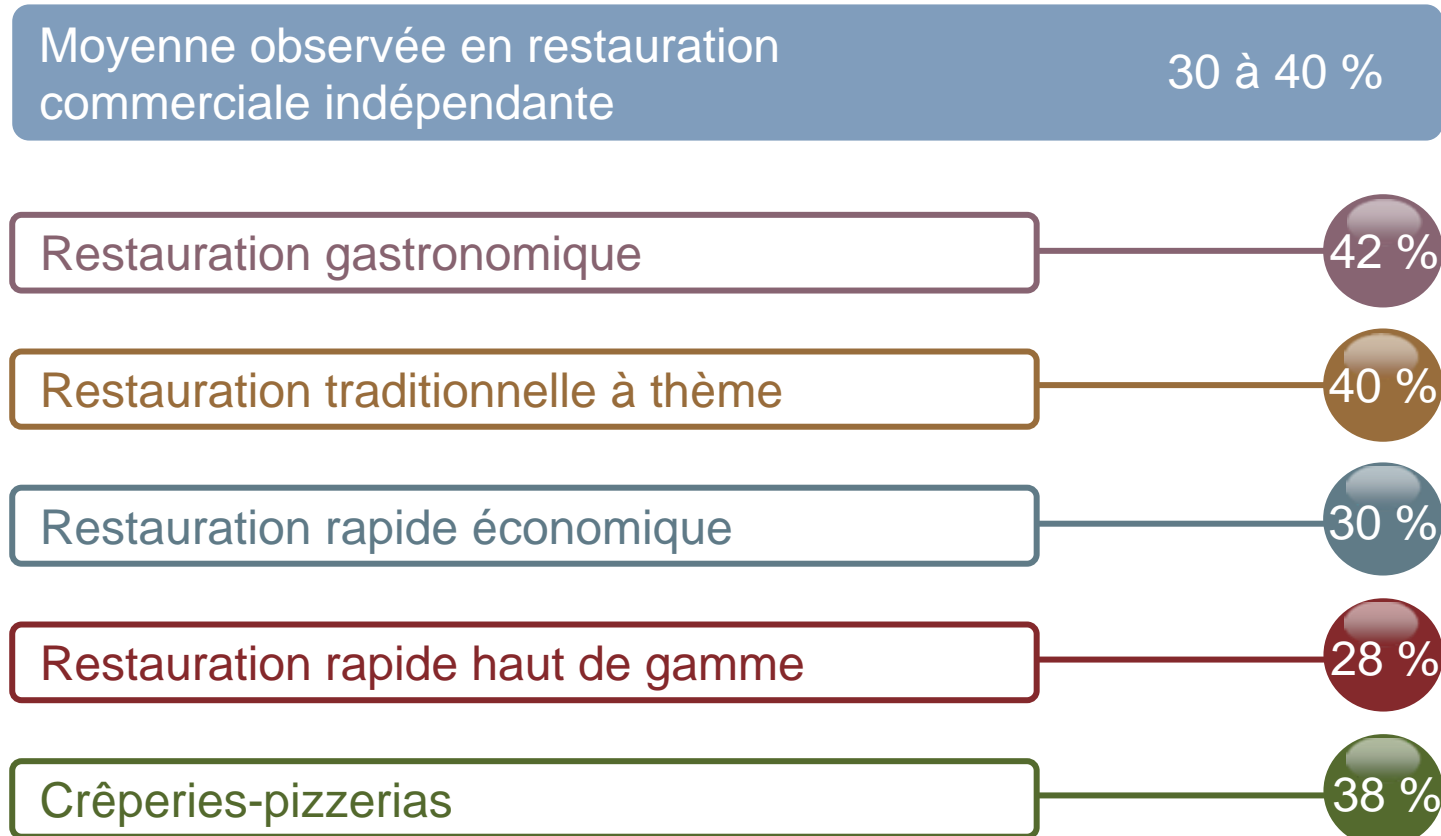 Moyenne observée en restauration
commerciale indépendante
30 à 40 %
Restauration gastronomique
42 %
Restauration traditionnelle à thème
40 %
Restauration rapide économique
30 %
Restauration rapide haut de gamme
28 %
Crêperies-pizzerias
38 %